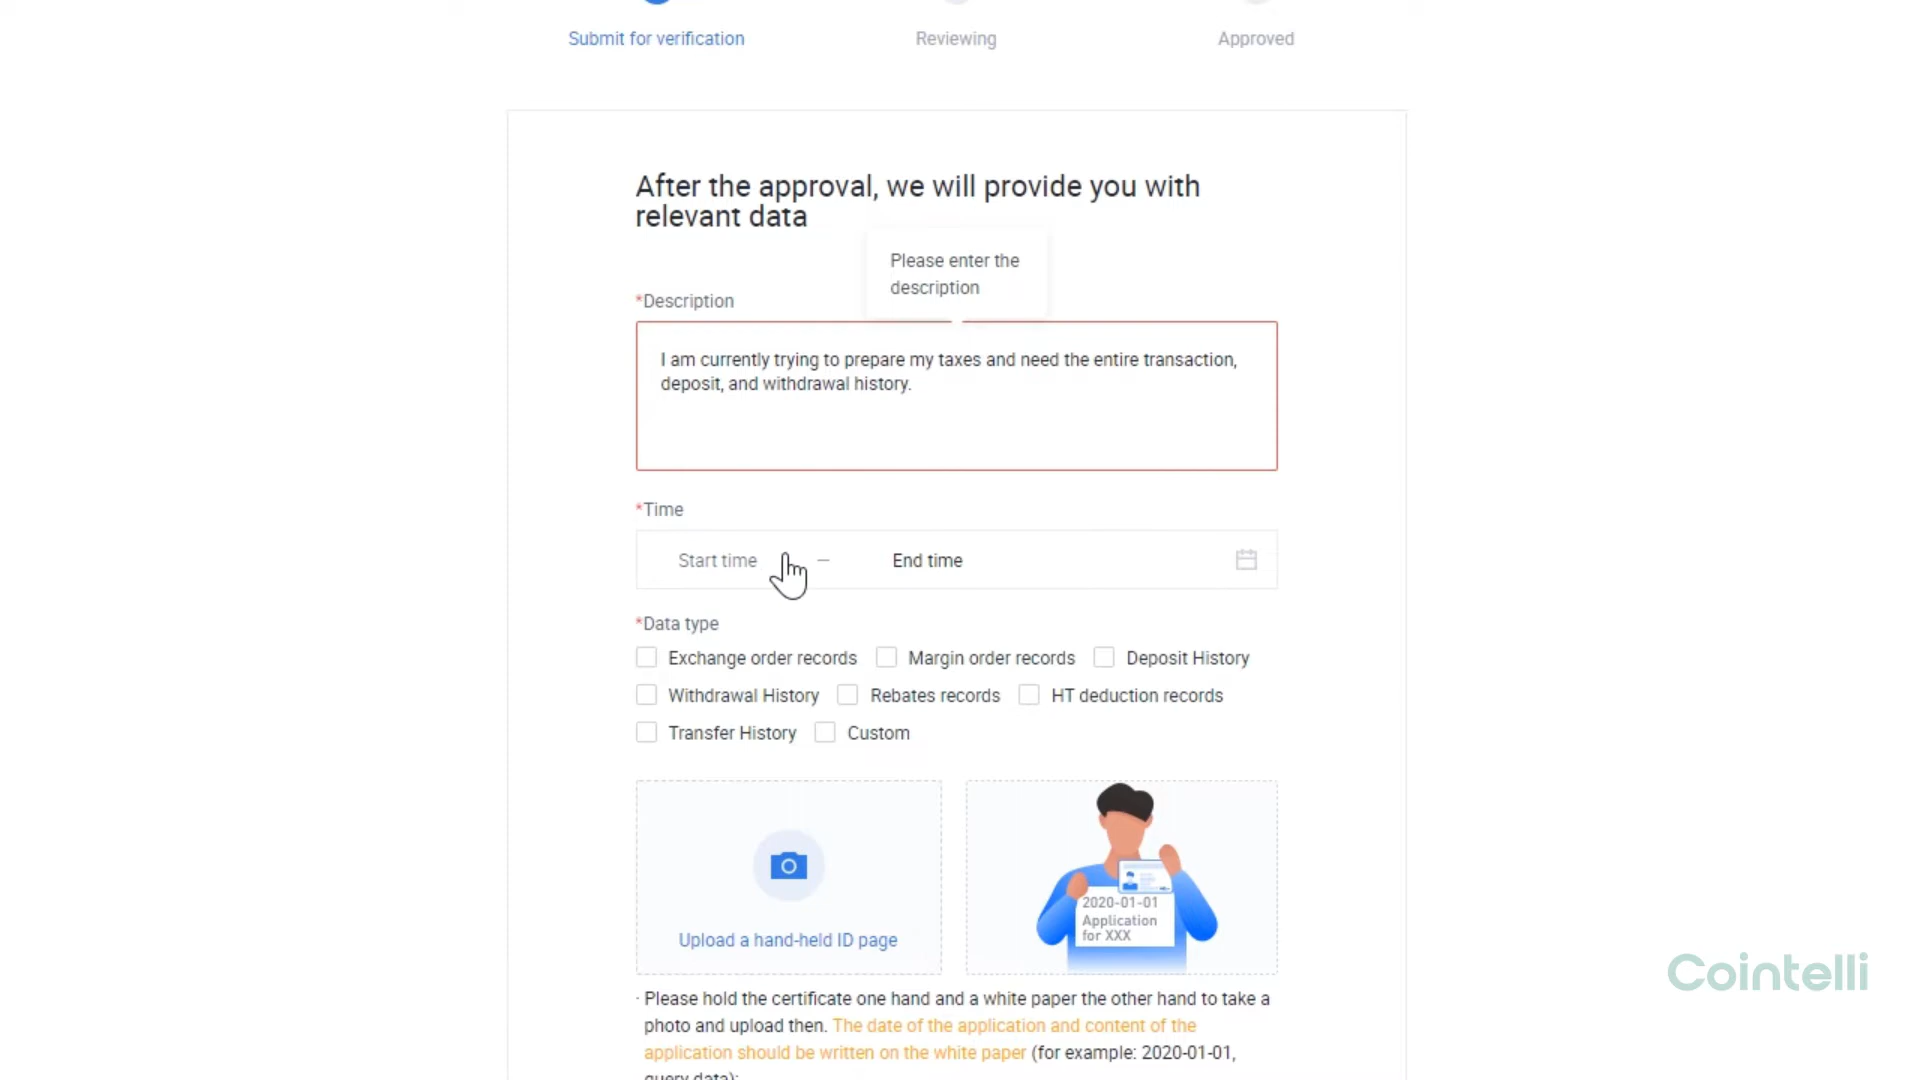 Submit for verification
Reviewing
Approved
After the approval, we will provide you with
relevant data
Please enter the
description
*Description
I am currently trying to prepare my taxes and need the entire transaction,
deposit, and withdrawal history.
*Time
Start time
–
End time
*Data type
Exchange order records
Margin order records
Deposit History
Withdrawal History
Rebates records
HT deduction records
Transfer History
Custom
Upload a hand-held ID page
2020-01-01
Application
for XXX
· Please hold the certificate one hand and a white paper the other hand to take a
photo and upload then. The date of the application and content of the
application should be written on the white paper (for example: 2020-01-01,
query data);
Cointelli